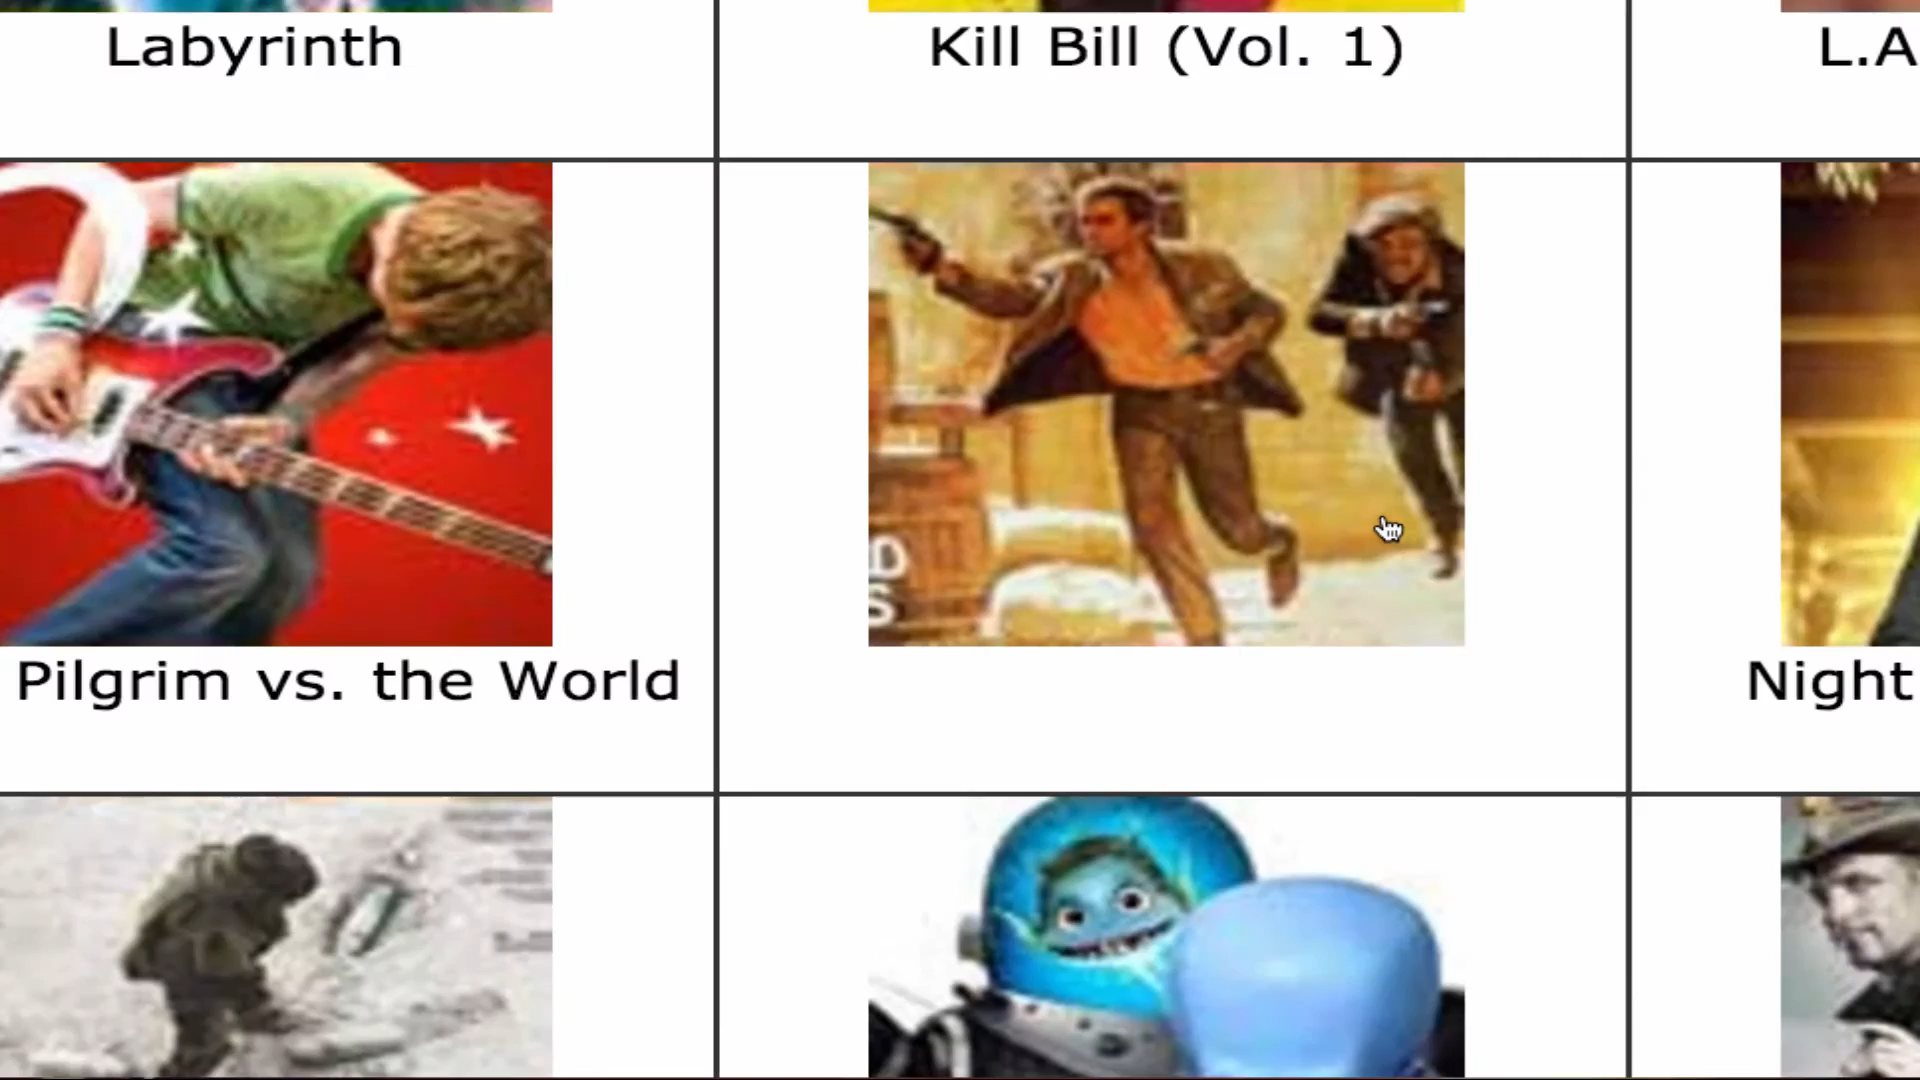 Labyrinth
Kill Bill (Vol. 1)
L.A
Pilgrim vs. the World
Night